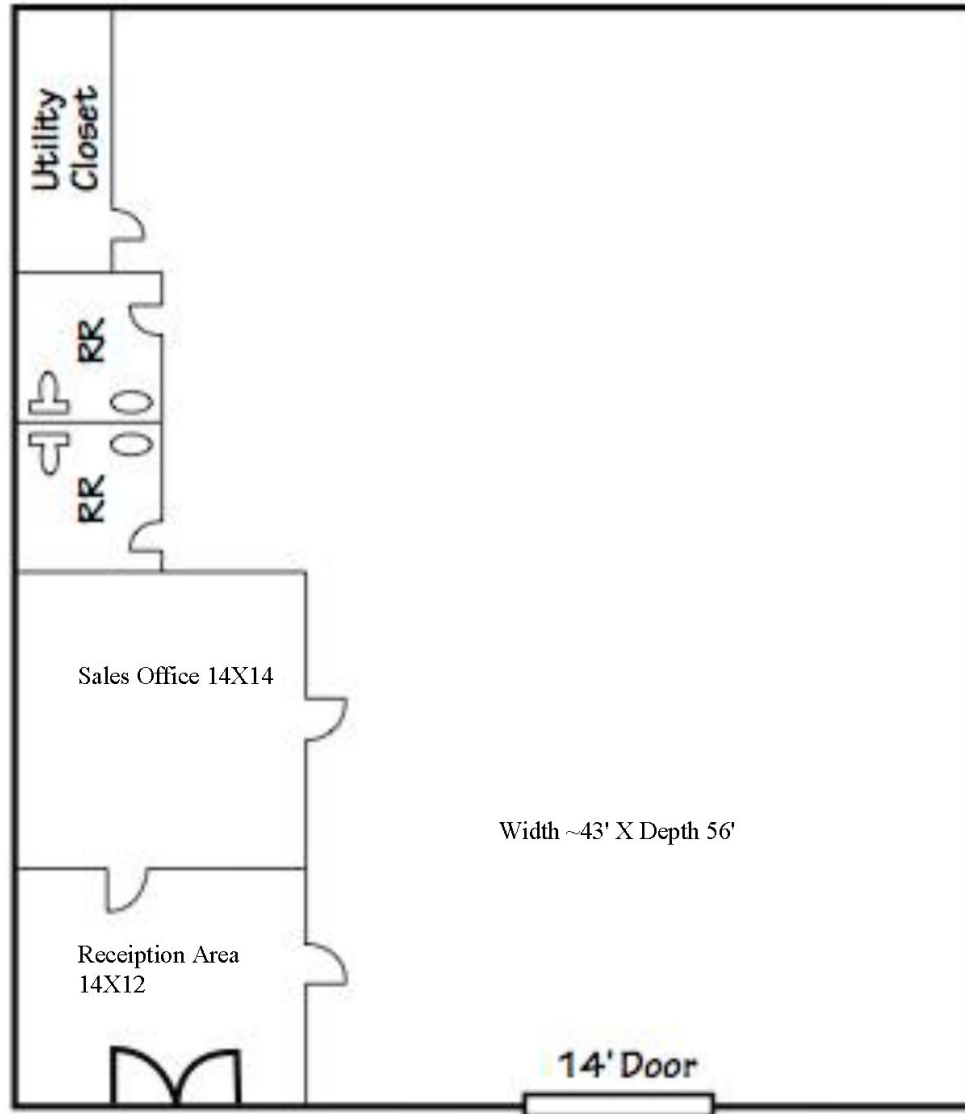 Utility
Closet
RR
RR
Sales Office 14X14
Width ~43' X Depth 56'
Receiption Area
14X12
14' Door